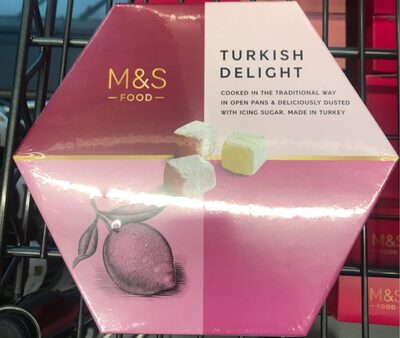 M&S
—FOOD—
TURKISH
DELIGHT
COOKED IN THE TRADITIONAL WAY
IN OPEN PANS & DELICIOUSLY DUSTED
WITH ICING SUGAR. MADE IN TURKEY
M&S
M&S